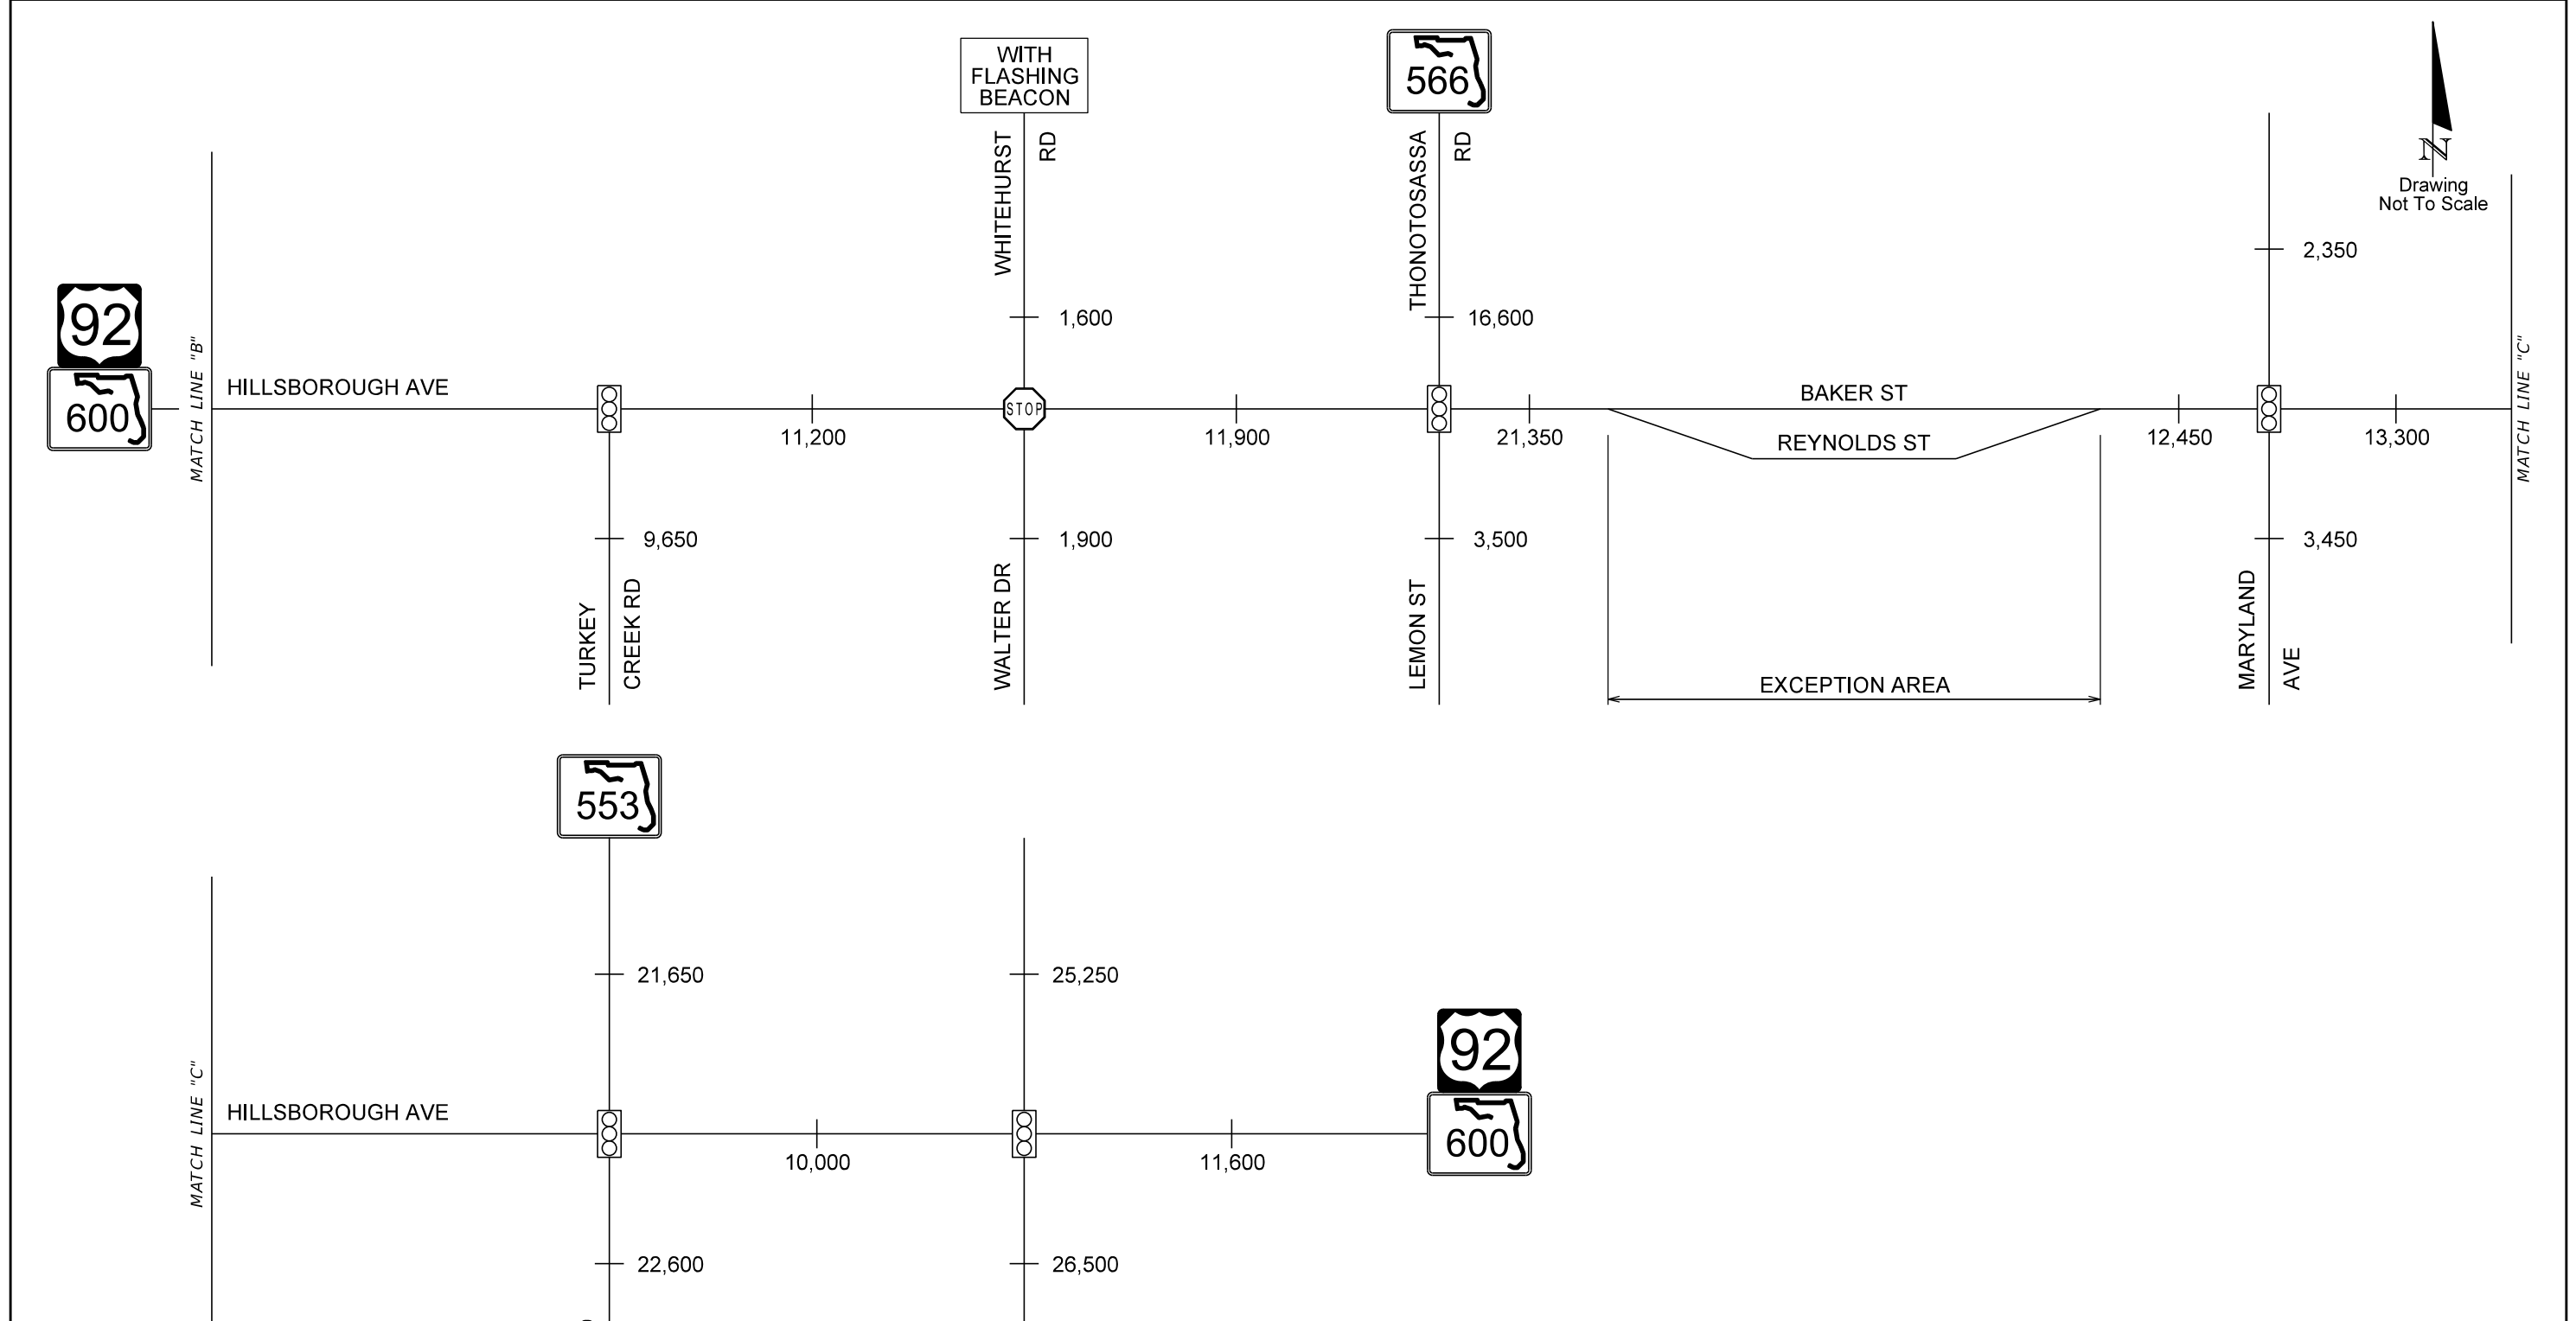 WITH
FLASHING
BEACON
566
WHITEHURST
RD
THONOTOSASSA
RD
N
Drawing
Not To Scale
2,350
1,600
16,600
92
600
MATCH LINE "B"
HILLSBOROUGH AVE
STOP
BAKER ST
MATCH LINE "C"
11,200
11,900
21,350
REYNOLDS ST
12,450
13,300
9,650
1,900
3,500
3,450
TURKEY
CREEK RD
WALTER DR
LEMON ST
EXCEPTION AREA
MARYLAND
AVE
553
21,650
25,250
92
600
MATCH LINE "C"
HILLSBOROUGH AVE
10,000
11,600
22,600
26,500